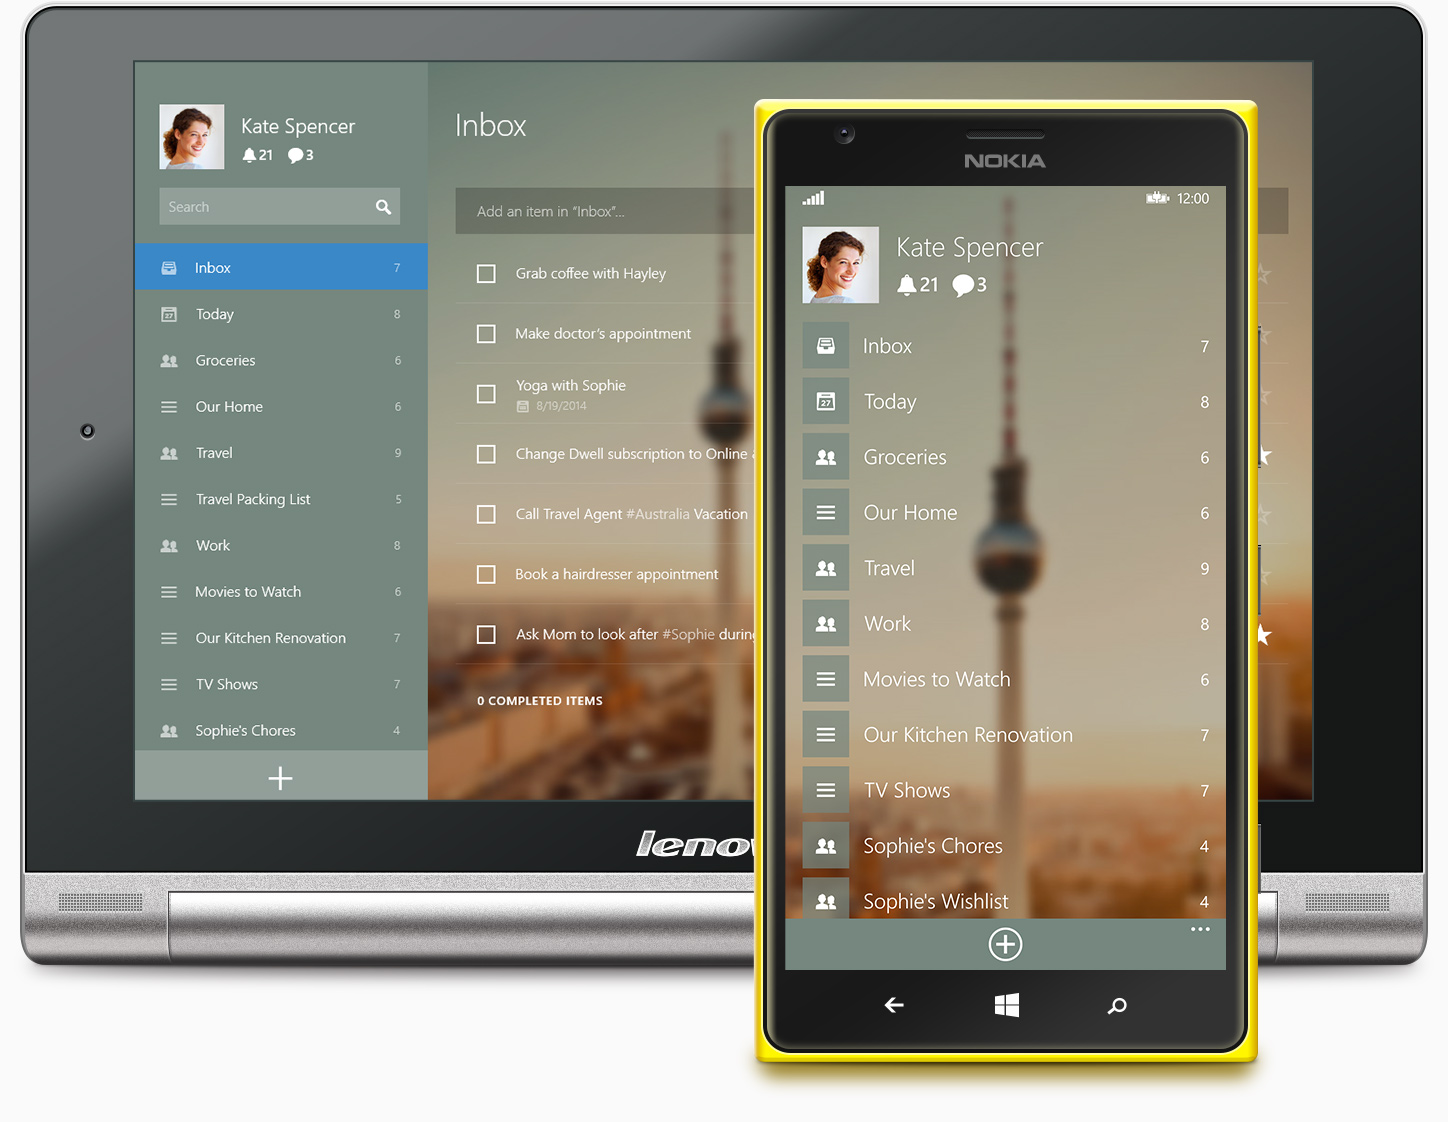 Kate Spencer
21 3
Search
Inbox 7
27 Today 8
Groceries 6
Our Home 6
Travel 9
Travel Packing List 5
Work 8
Movies to Watch 6
Our Kitchen Renovation 7
TV Shows 7
Sophie's Chores 4
Inbox
Add an item in “Inbox”...
Grab coffee with Hayley
Make doctor’s appointment
Yoga with Sophie
8/19/2014
Change Dwell subscription to Online
Call Travel Agent #Australia Vacation
Book a hairdresser appointment
Ask Mom to look after #Sophie during
0 COMPLETED ITEMS
lenov
NOKIA
12:00
Kate Spencer
21 3
Inbox 7
27 Today 8
Groceries 6
Our Home 6
Travel 9
Work 8
Movies to Watch 6
Our Kitchen Renovation 7
TV Shows 7
Sophie's Chores 4
Sophie's Wishlist 4